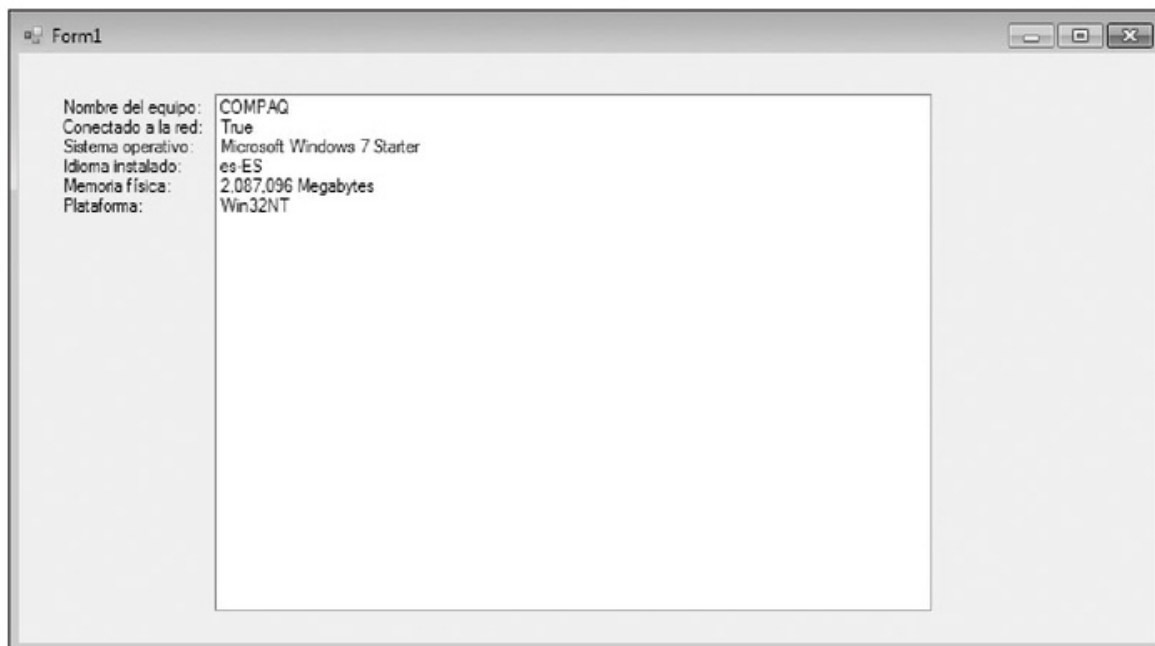 Form1
Nombre del equipo: COMPAQ
Conectado a la red: True
Sistema operativo: Microsoft Windows 7 Starter
Idioma instalado: es-ES
Memoria física: 2,087,096 Megabytes
Plataforma: Win32NT